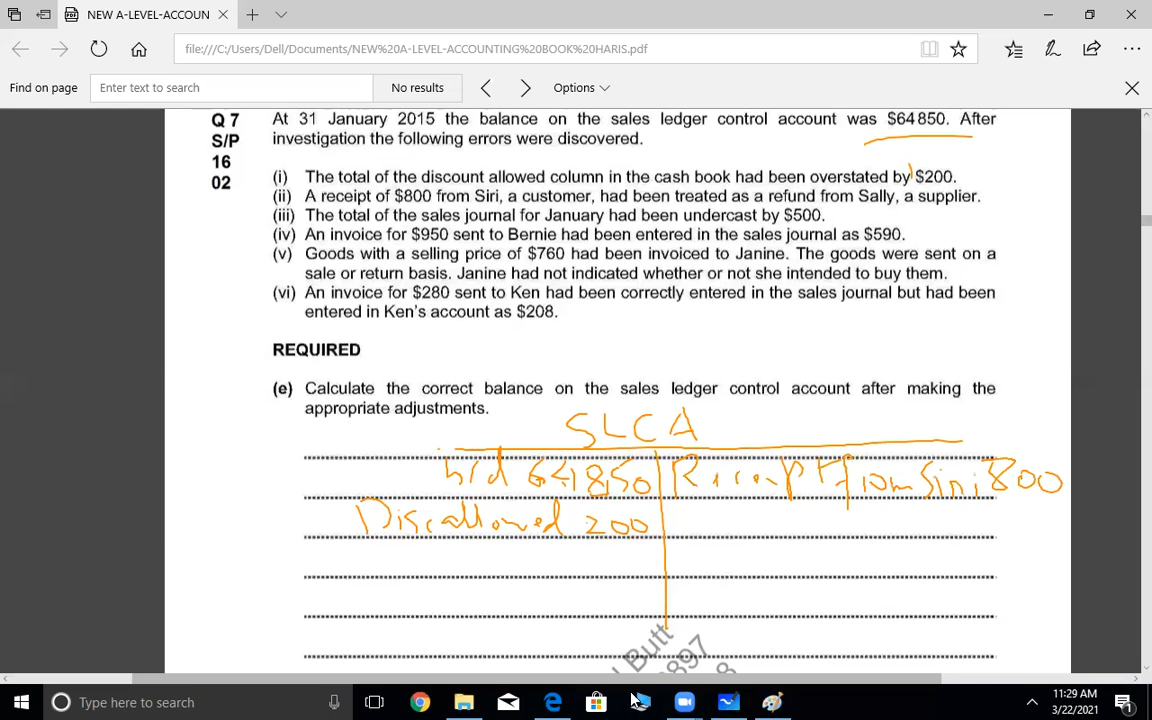 NEW A-LEVEL-ACCOUN
file:///C:/Users/Dell/Documents/NEW%20A-LEVEL-ACCOUNTING%20BOOK%20HARIS.pdf
Find on page
Enter text to search
No results
Options
Q 7
S/P
16
02
At 31 January 2015 the balance on the sales ledger control account was $64 850. After
investigation the following errors were discovered.
(i) The total of the discount allowed column in the cash book had been overstated by $200.
(ii) A receipt of $800 from Siri, a customer, had been treated as a refund from Sally, a supplier.
(iii) The total of the sales journal for January had been undercast by $500.
(iv) An invoice for $950 sent to Bernie had been entered in the sales journal as $590.
(v) Goods with a selling price of $760 had been invoiced to Janine. The goods were sent on a
sale or return basis. Janine had not indicated whether or not she intended to buy them.
(vi) An invoice for $280 sent to Ken had been correctly entered in the sales journal but had been
entered in Ken's account as $208.
REQUIRED
(e) Calculate the correct balance on the sales ledger control account after making the
appropriate adjustments.
SLCA
b/d 64,850 Receipt from Siri 800
Disc allowed 200
Butt
897
8
Type here to search
11:29 AM
3/22/2021
1